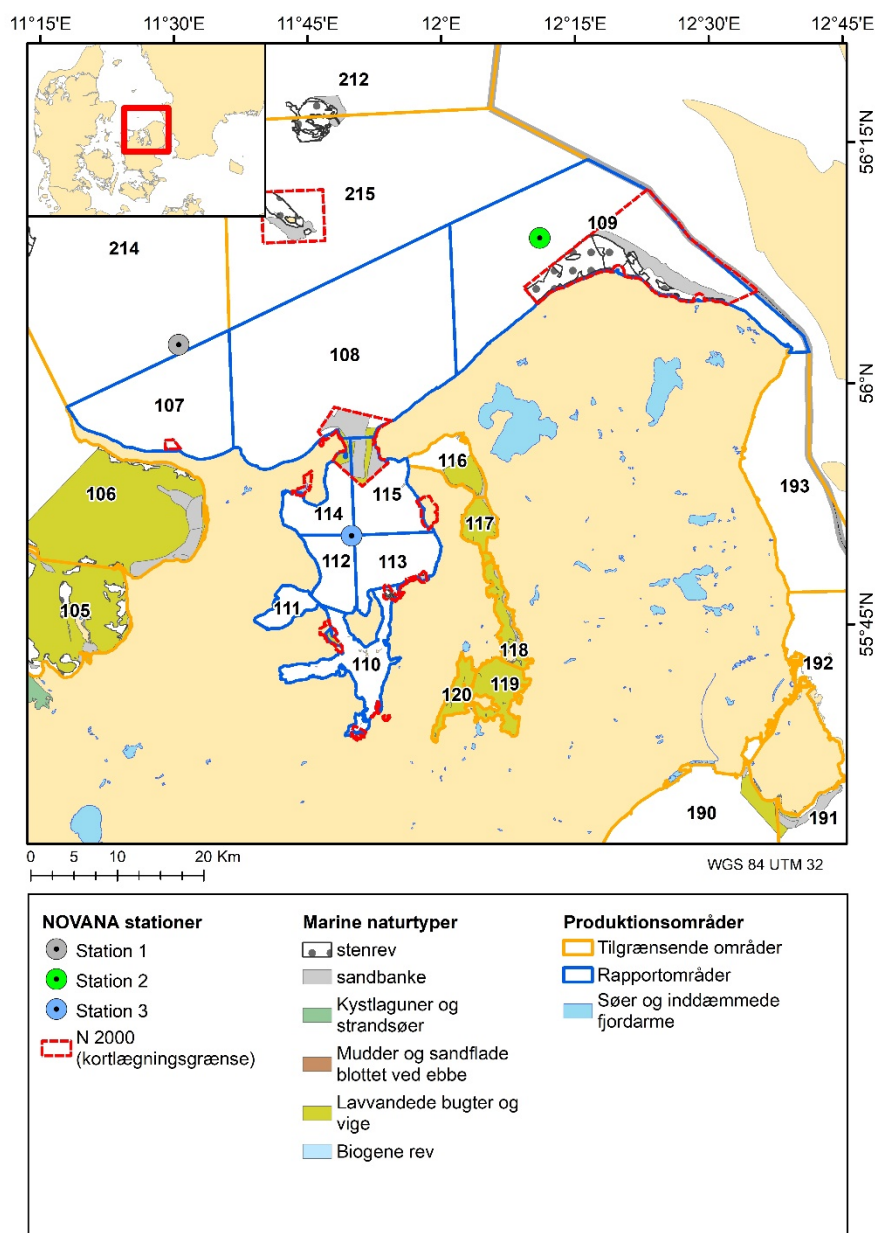 11°15'E 11°30'E 11°45'E 12°E 12°15'E 12°30'E 12°45'E
212
56°15'N
215
109
214
108
56°N
107
116
106
115
193
114
117
112
113
111
105
55°45'N
118
110
192
119
120
190
191
0 5 10 20 Km
WGS 84 UTM 32
NOVANA stationer
Station 1
Station 2
Station 3
N 2000
(kortlægningsgrænse)
Marine naturtyper
stenrev
sandbanke
Kystlaguner og
strandsøer
Mudder og sandflade
blottet ved ebbe
Lavvandede bugter og
vige
Biogene rev
Produktionsområder
Tilgrænsende områder
Rapportområder
Søer og inddæmmede
fjordarme